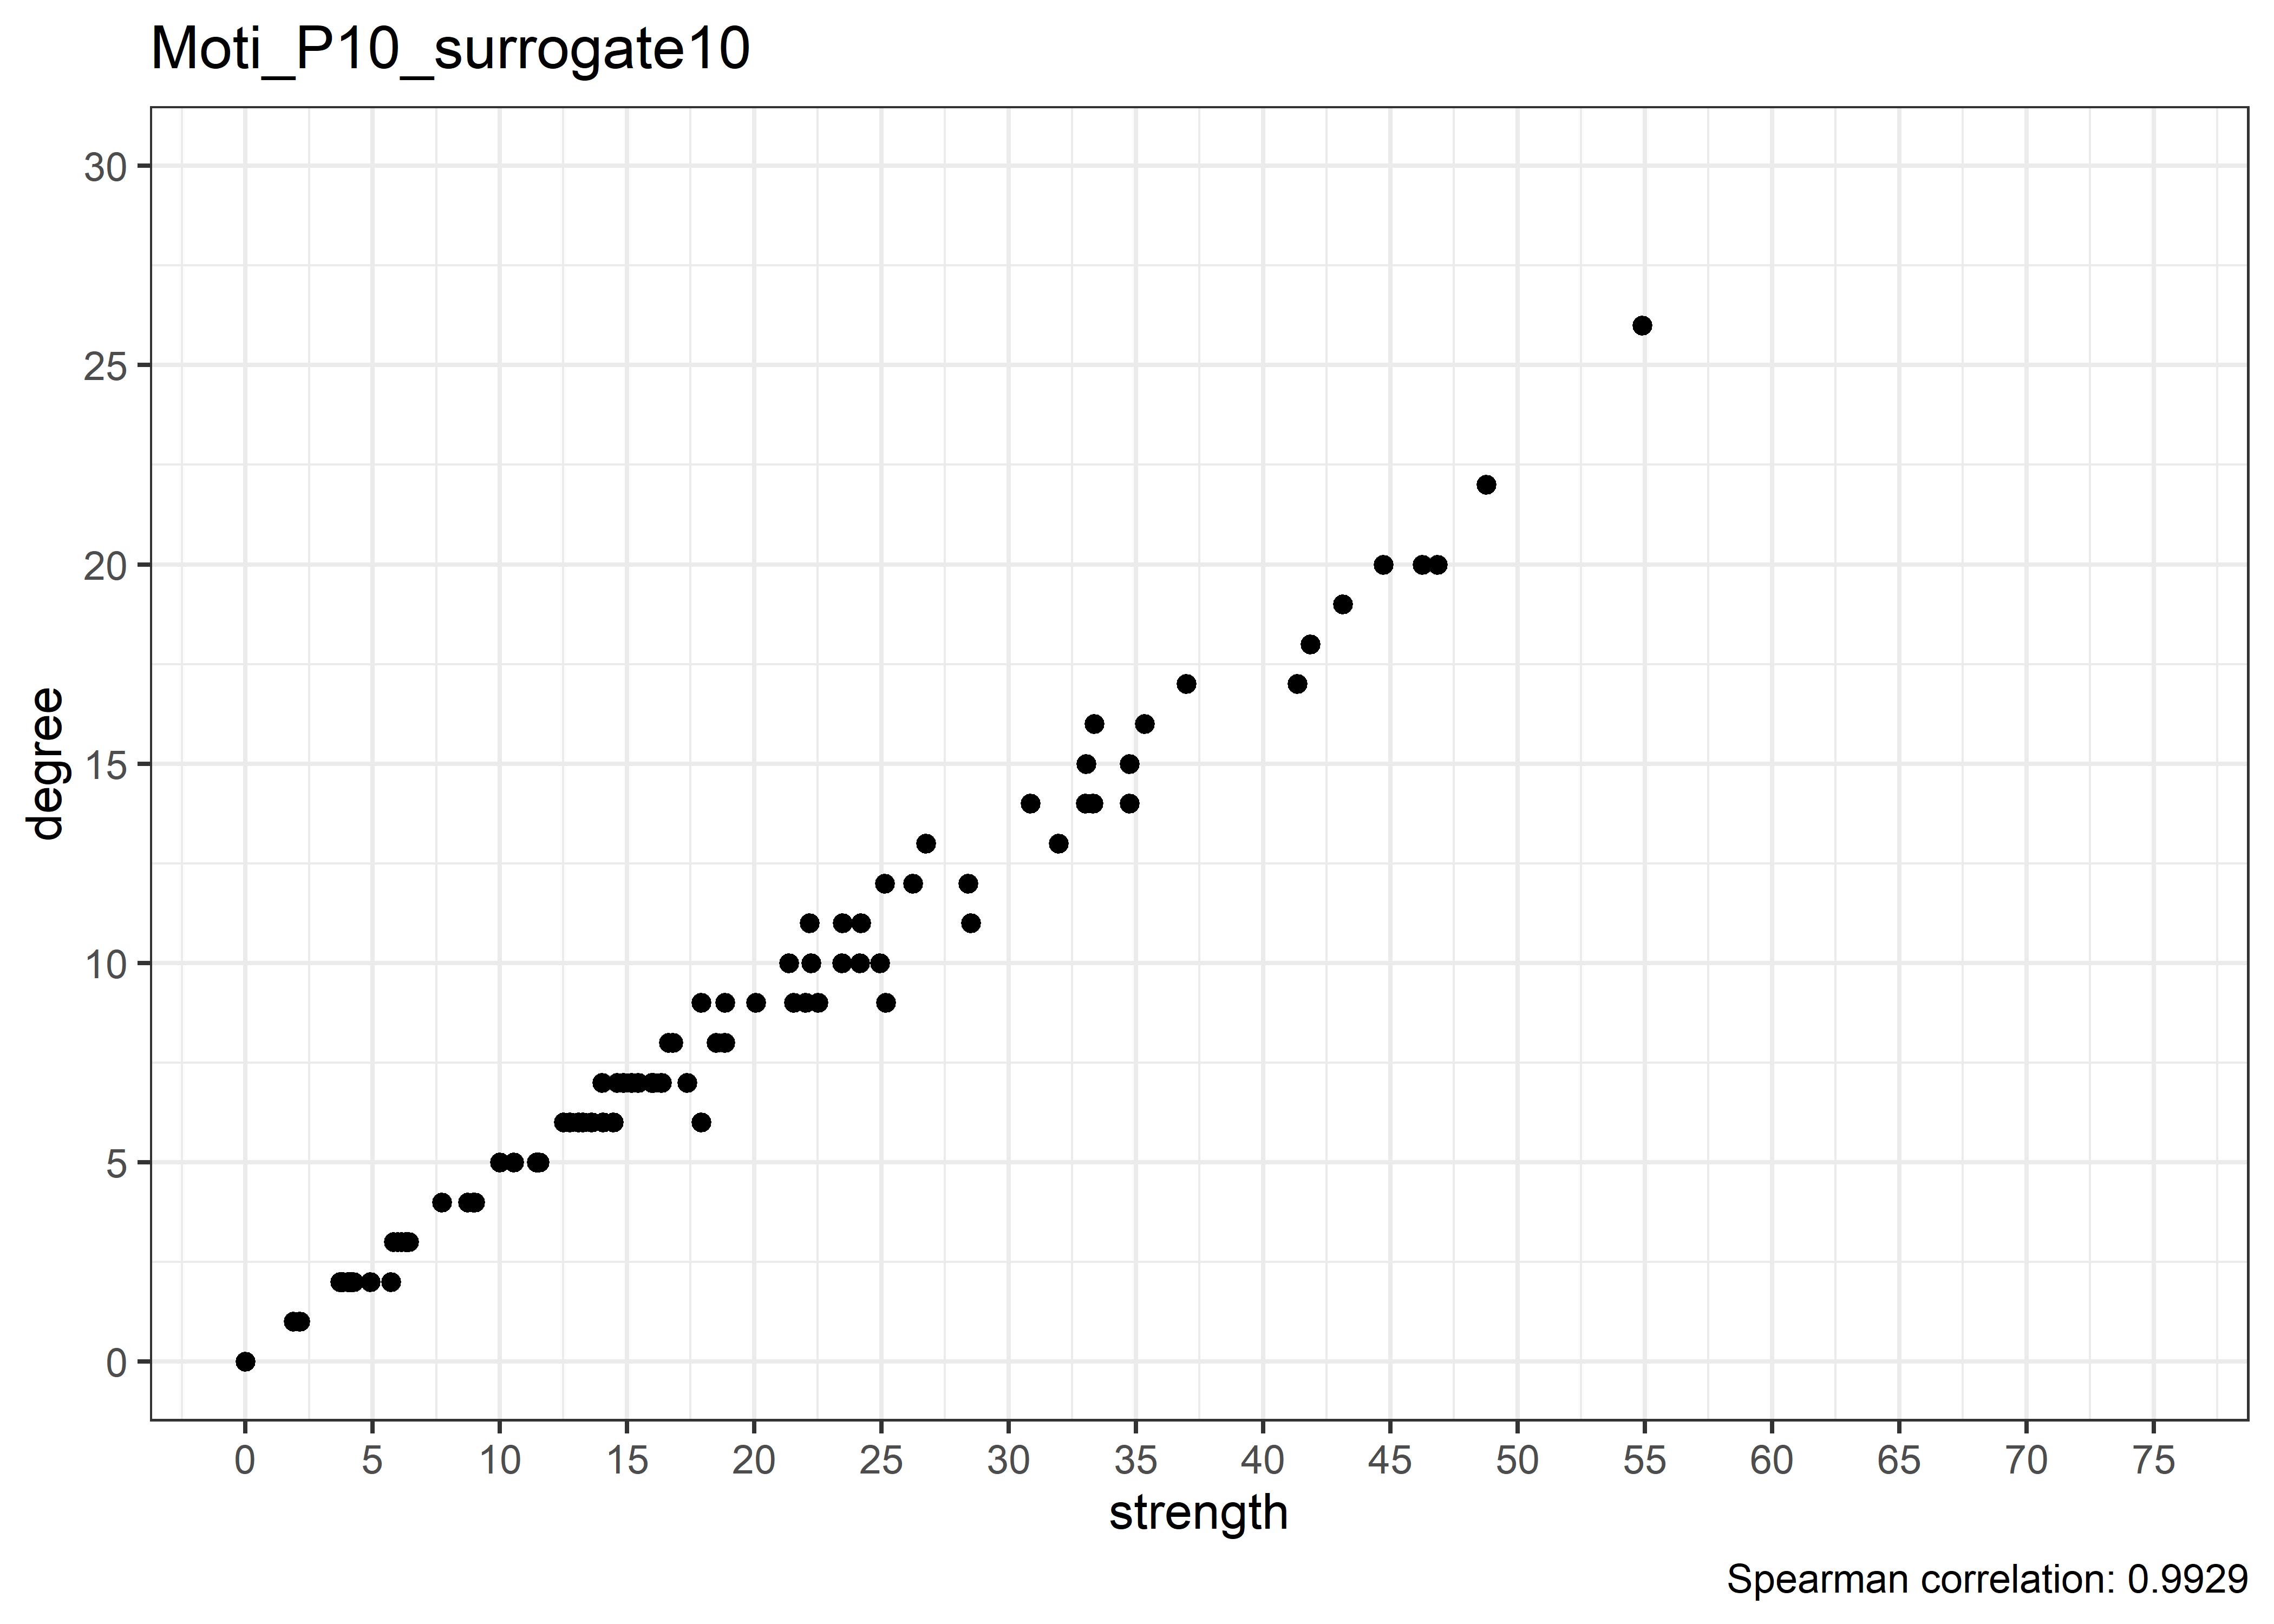 Moti_P10_surrogate10
30
25
20
15
10
5
0
degree
0 5 10 15 20 25 30 35 40 45 50 55 60 65 70 75
strength
Spearman correlation: 0.9929